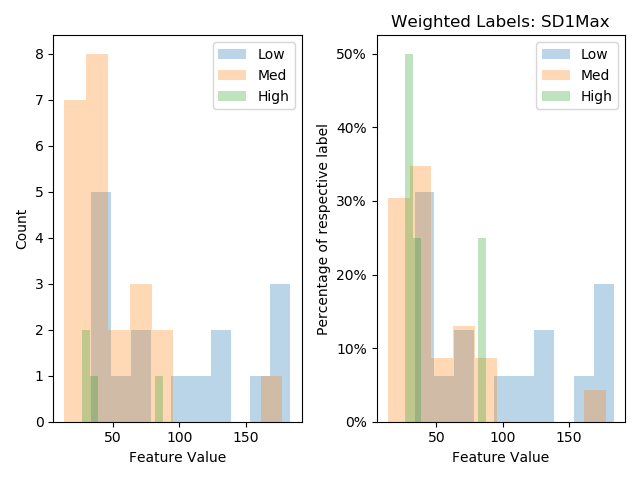 Weighted Labels: SD1Max
8
7
6
5
4
3
2
1
0
Count
50
100
150
Feature Value
Low
Med
High
50%
40%
30%
20%
10%
0%
Percentage of respective label
50
100
150
Feature Value
Low
Med
High